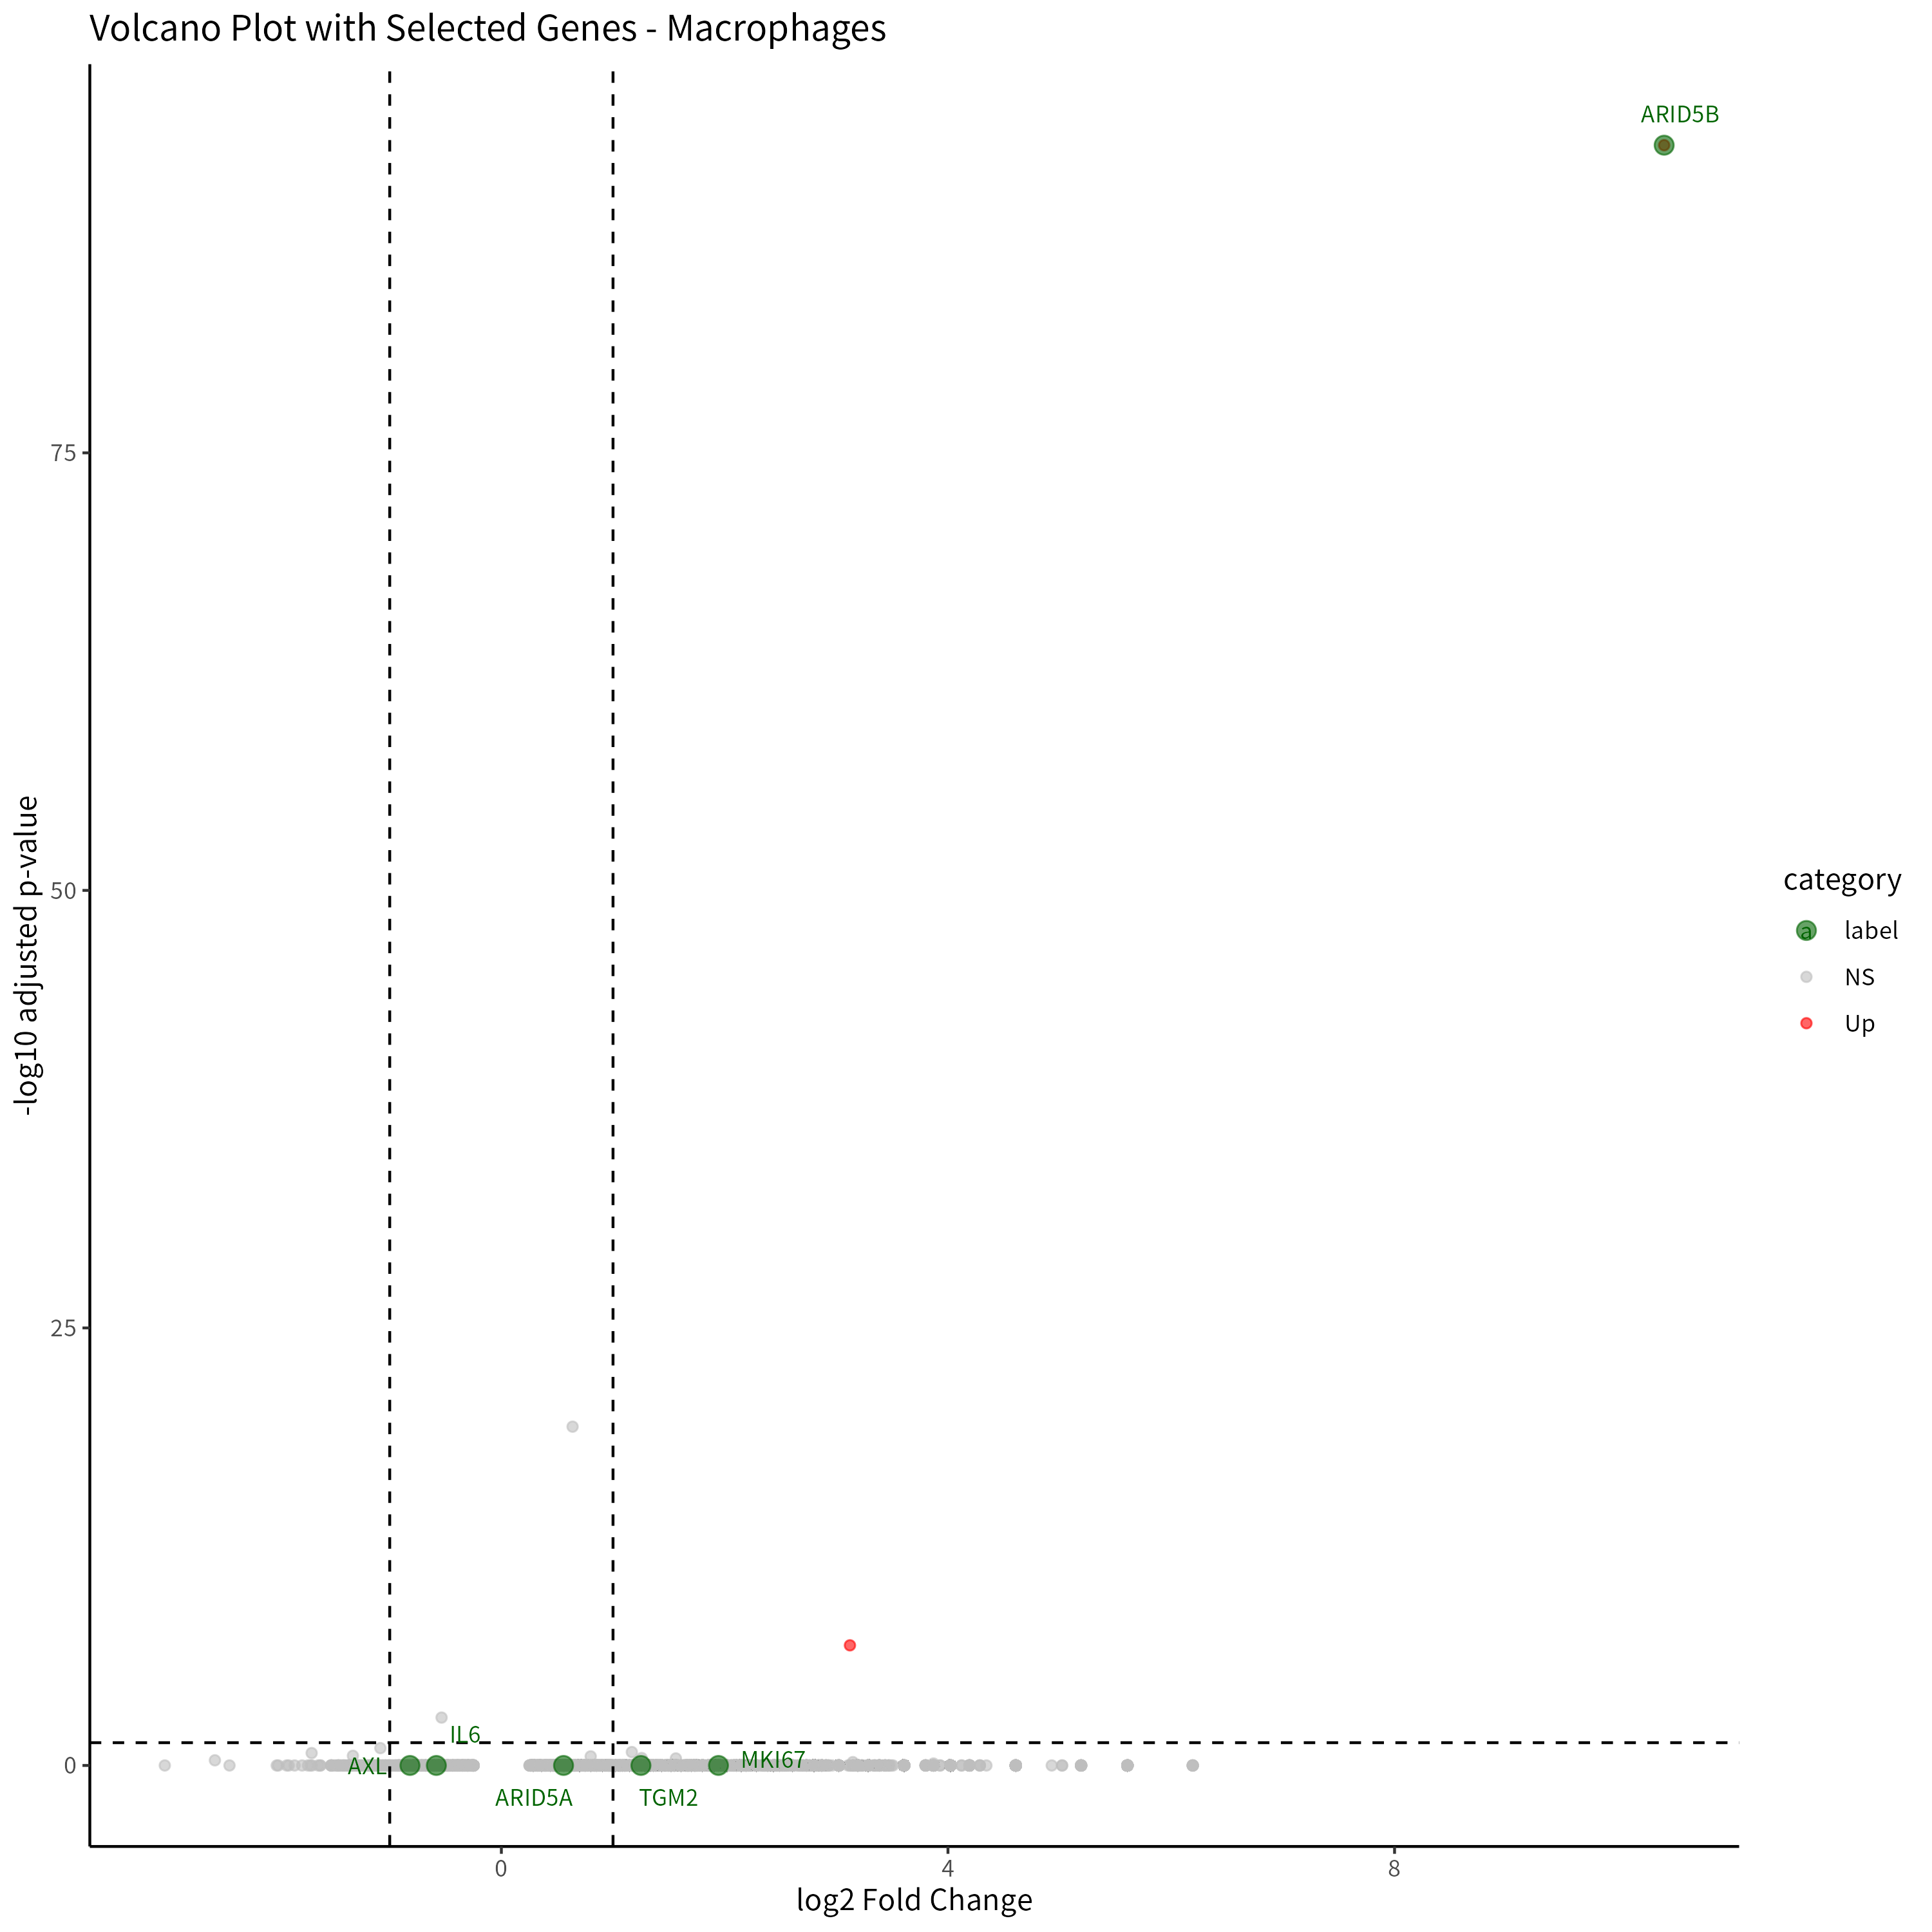 Volcano Plot with Selected Genes - Macrophages
ARID5B
75
50
25
0
-log10 adjusted p-value
IL6
AXL
MKI67
ARID5A
TGM2
0
4
8
log2 Fold Change
category
a label
NS
Up